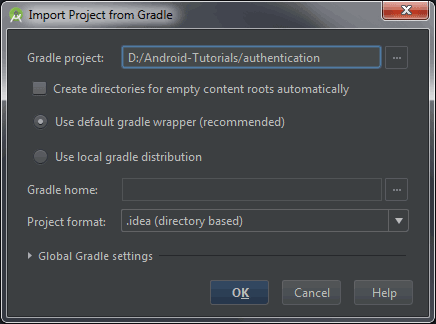 Import Project from Gradle
Gradle project: D:/Android-Tutorials/authentication ...
Create directories for empty content roots automatically
Use default gradle wrapper (recommended)
Use local gradle distribution
Gradle home: ...
Project format: .idea (directory based)
Global Gradle settings
OK Cancel Help